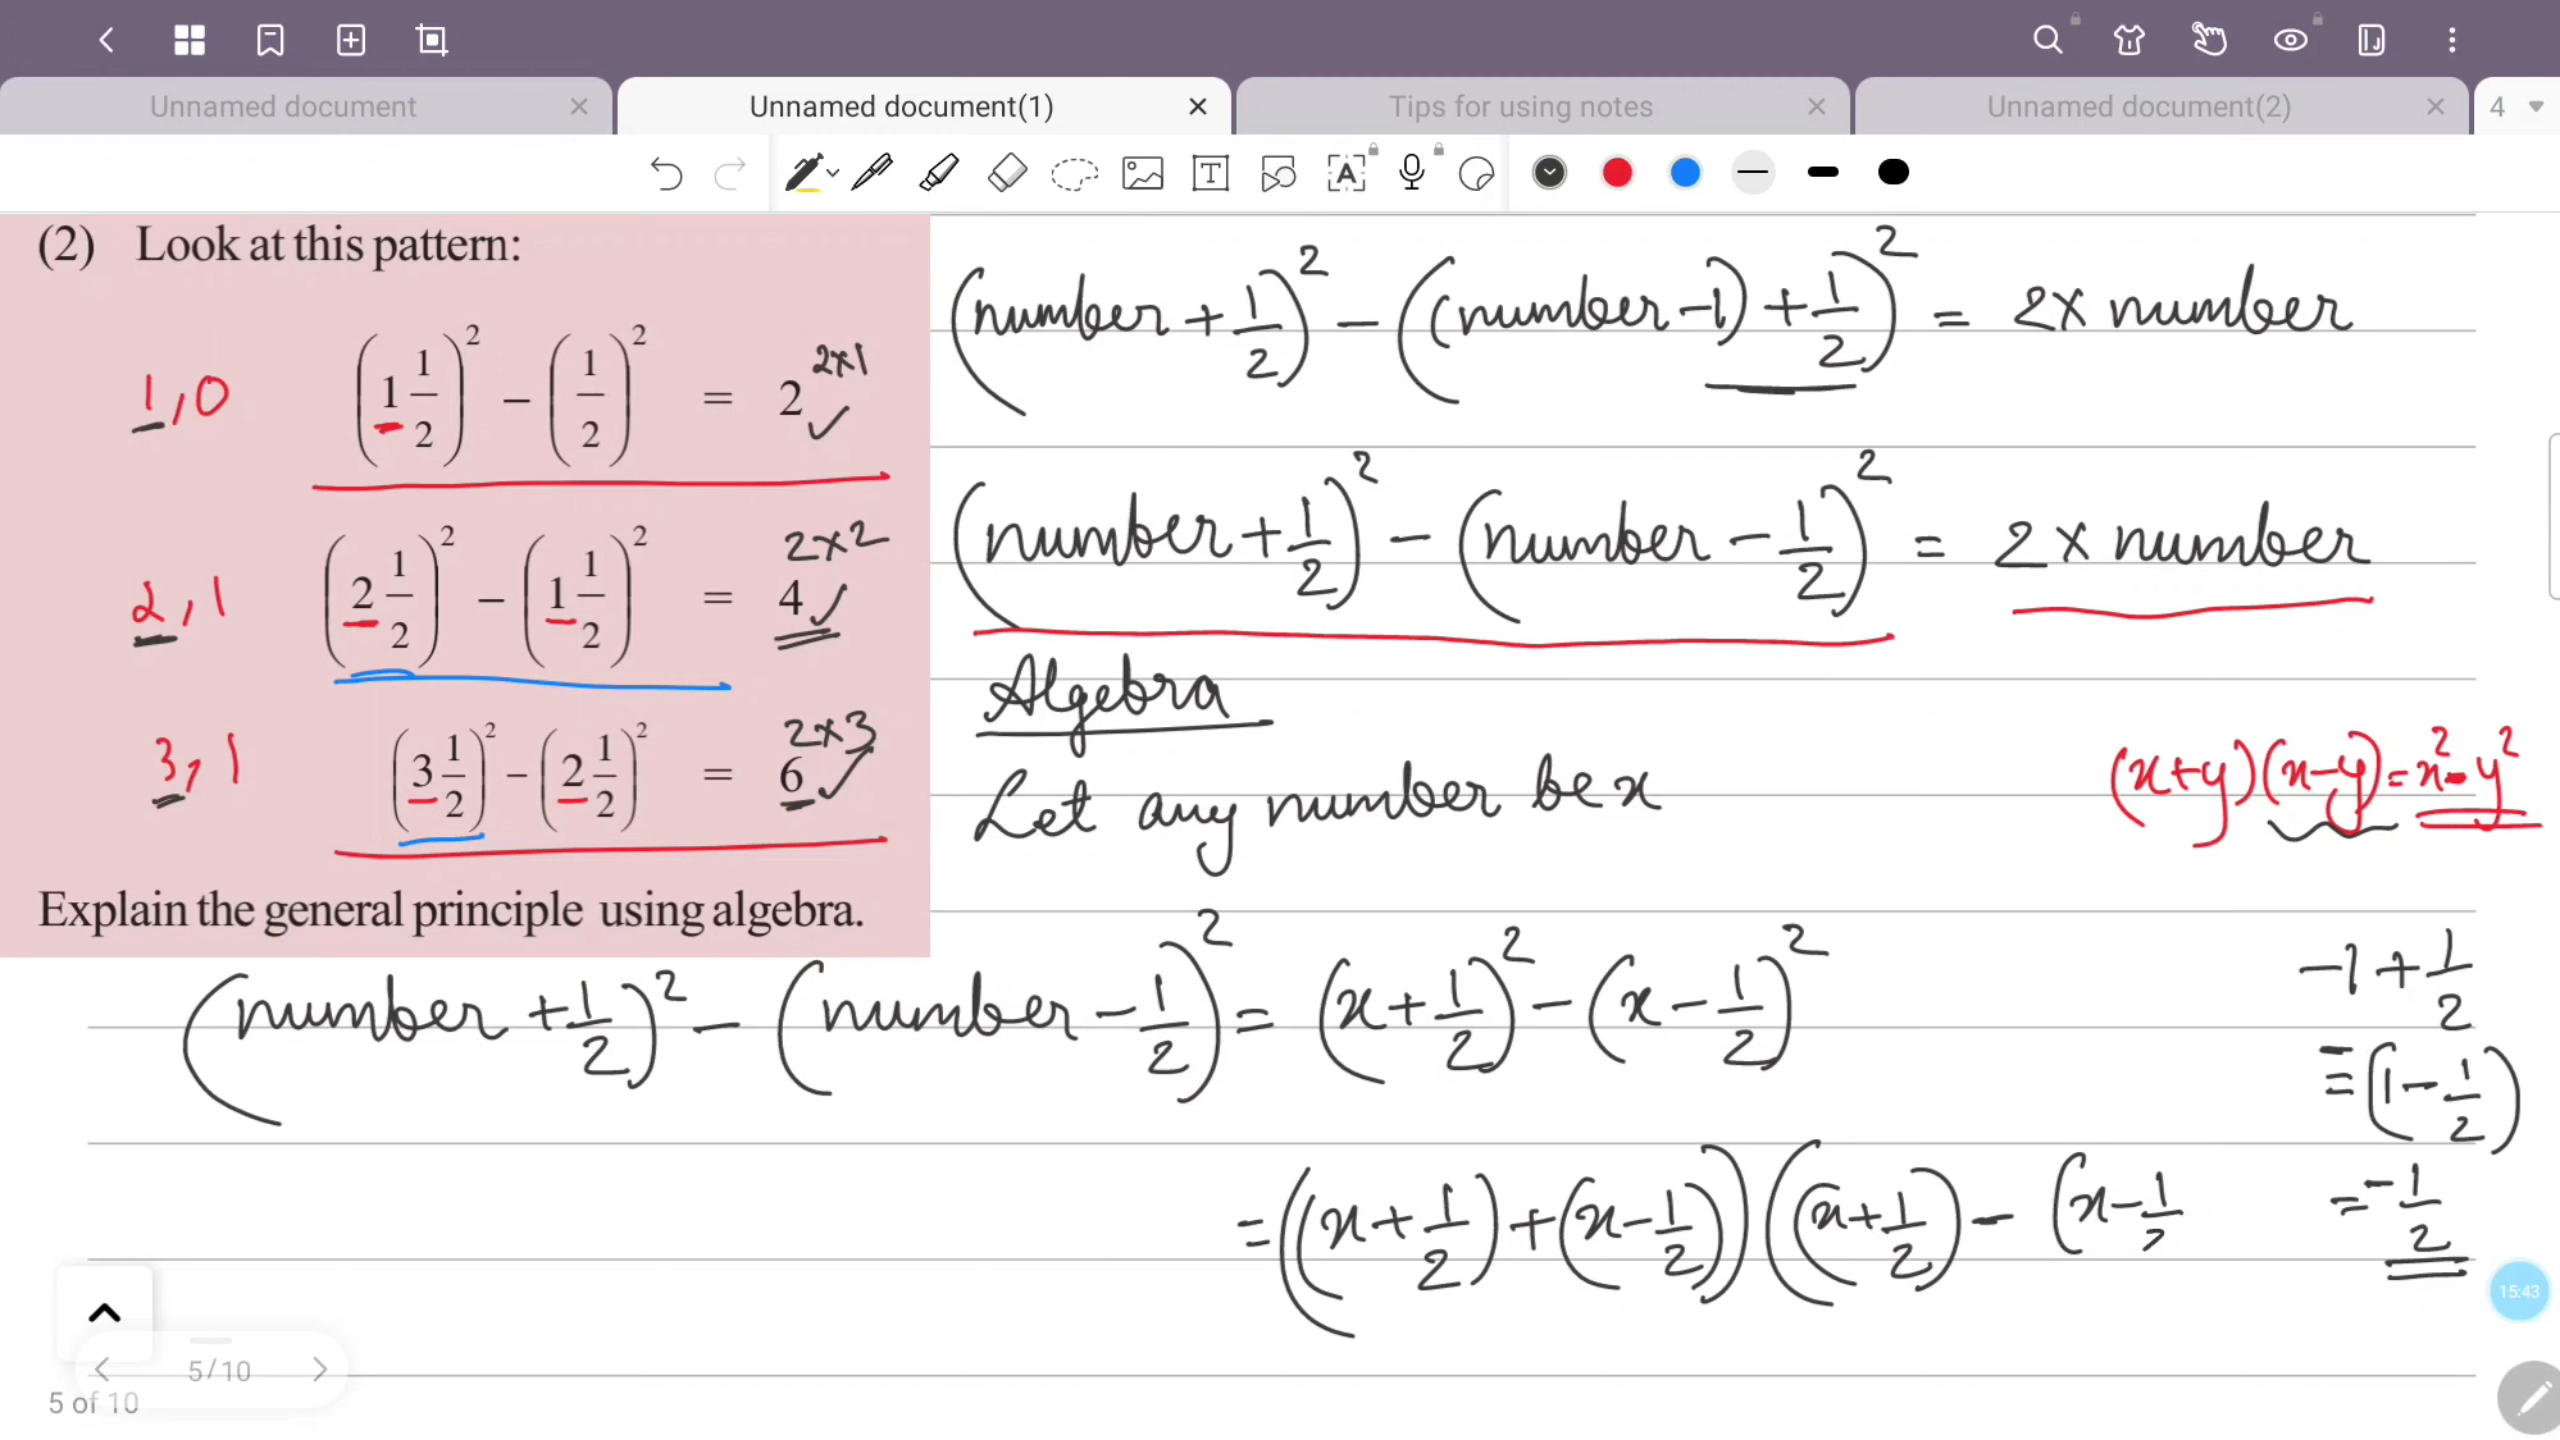 Unnamed document
Unnamed document(1)
Tips for using notes
Unnamed document(2)
4
(2) Look at this pattern:
1,0 (1 1/2)² − (1/2)² = 2 2×1
2,1 (2 1/2)² − (1 1/2)² = 4 2×2
3,1 (3 1/2)² − (2 1/2)² = 6 2×3
Explain the general principle using algebra.
(number + 1/2)² − ((number −1) + 1/2)² = 2× number
(number + 1/2)² − (number − 1/2)² = 2 × number
Algebra
Let any number be x
(x+y)(x−y) = x² − y²
(number + 1/2)² − (number − 1/2)² = (x + 1/2)² − (x − 1/2)²
−1 + 1/2
= −(1 − 1/2)
= −1/2
= ((x + 1/2) + (x − 1/2)) ((x + 1/2) − (x − 1/2
15:43
5/10
5 of 10